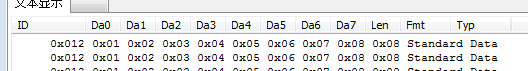 文本显示
ID Da0 Da1 Da2 Da3 Da4 Da5 Da6 Da7 Len Fmt Typ
0x012 0x01 0x02 0x03 0x04 0x05 0x06 0x07 0x08 0x08 Standard Data
0x012 0x01 0x02 0x03 0x04 0x05 0x06 0x07 0x08 0x08 Standard Data